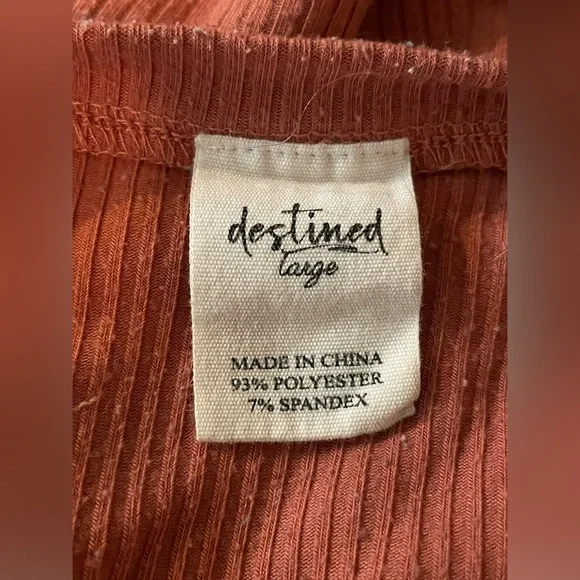 destined
large
MADE IN CHINA
93% POLYESTER
7% SPANDEX